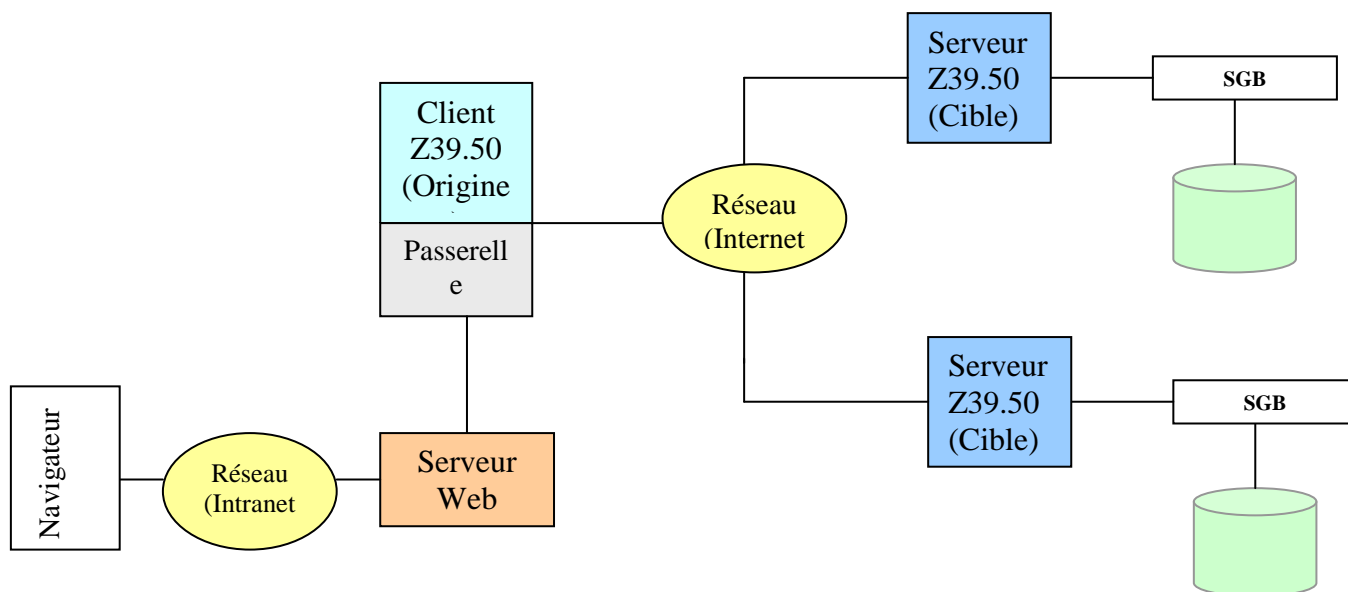 Serveur
Z39.50
(Cible)
SGB
Client
Z39.50
(Origine
Réseau
(Internet
Passerell
e
Serveur
Z39.50
(Cible)
SGB
Navigateur
Réseau
(Intranet
Serveur
Web